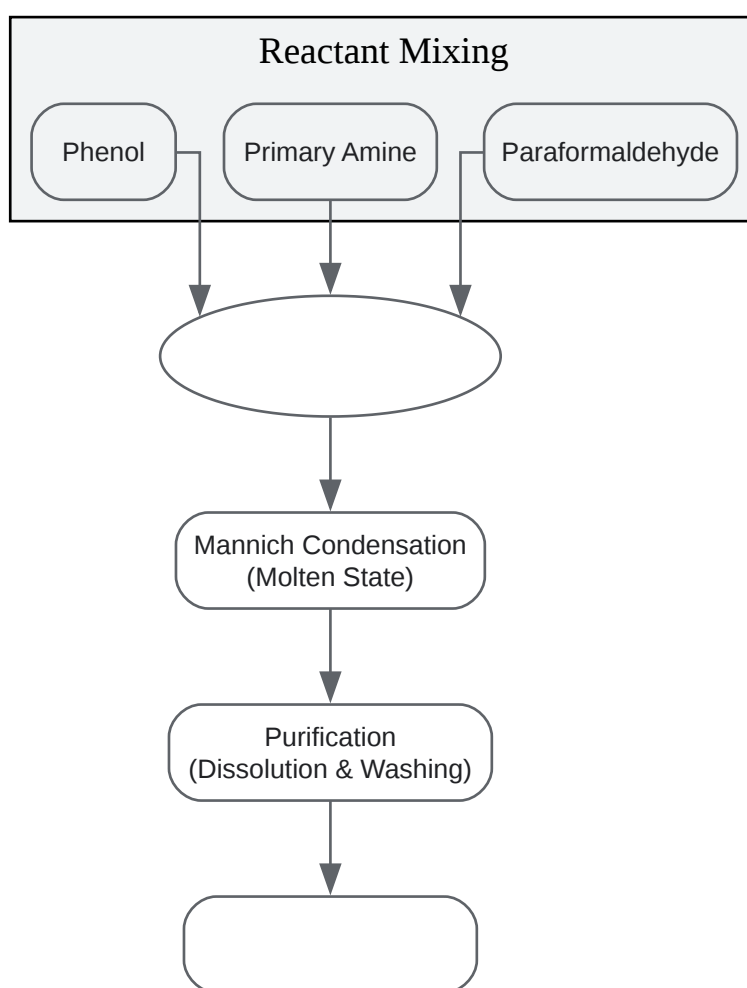 Reactant Mixing
Phenol
Primary Amine
Paraformaldehyde
Mannich Condensation
(Molten State)
Purification
(Dissolution & Washing)